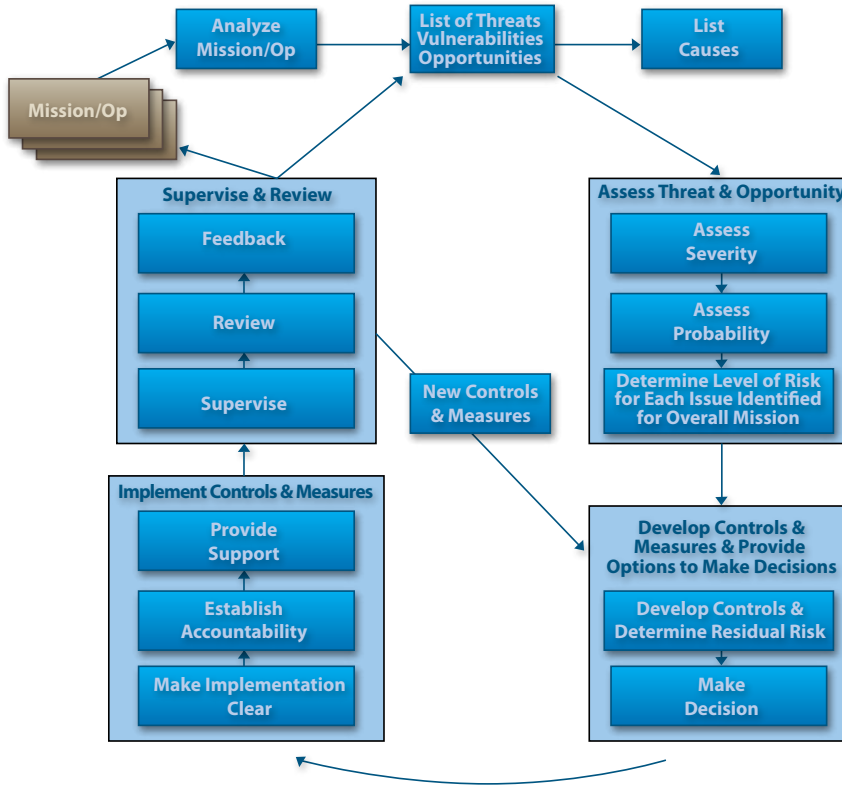 Analyze
Mission/Op
List of Threats
Vulnerabilities
Opportunities
List
Causes
Mission/Op
Supervise & Review
Feedback
Review
Supervise
Assess Threat & Opportunity
Assess
Severity
Assess
Probability
Determine Level of Risk
for Each Issue Identified
for Overall Mission
New Controls
& Measures
Implement Controls & Measures
Provide
Support
Establish
Accountability
Make Implementation
Clear
Develop Controls &
Measures & Provide
Options to Make Decisions
Develop Controls &
Determine Residual Risk
Make
Decision